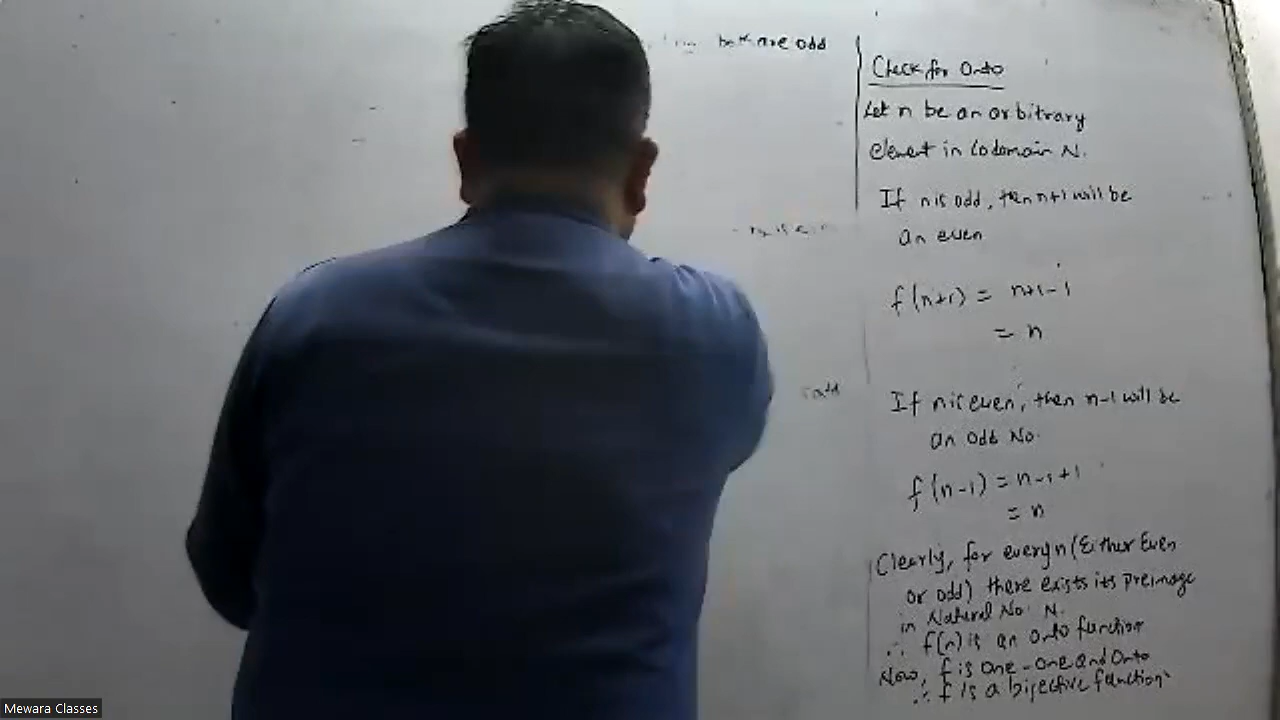 both are odd
Check for Onto
Let n be an arbitrary
element in Codomain N.
If n is odd, then n+1 will be
an even
f(n+1) = n+1-1
= n
If n is even, then n-1 will be
an odd No.
f(n-1) = n-1+1
= n
Clearly, for every n (Either Even
or odd) there exists its preimage
in Natural No. N.
∴ f(n) is an onto function
Now, f is one-one and Onto
∴ f is a bijective function
Mewara Classes